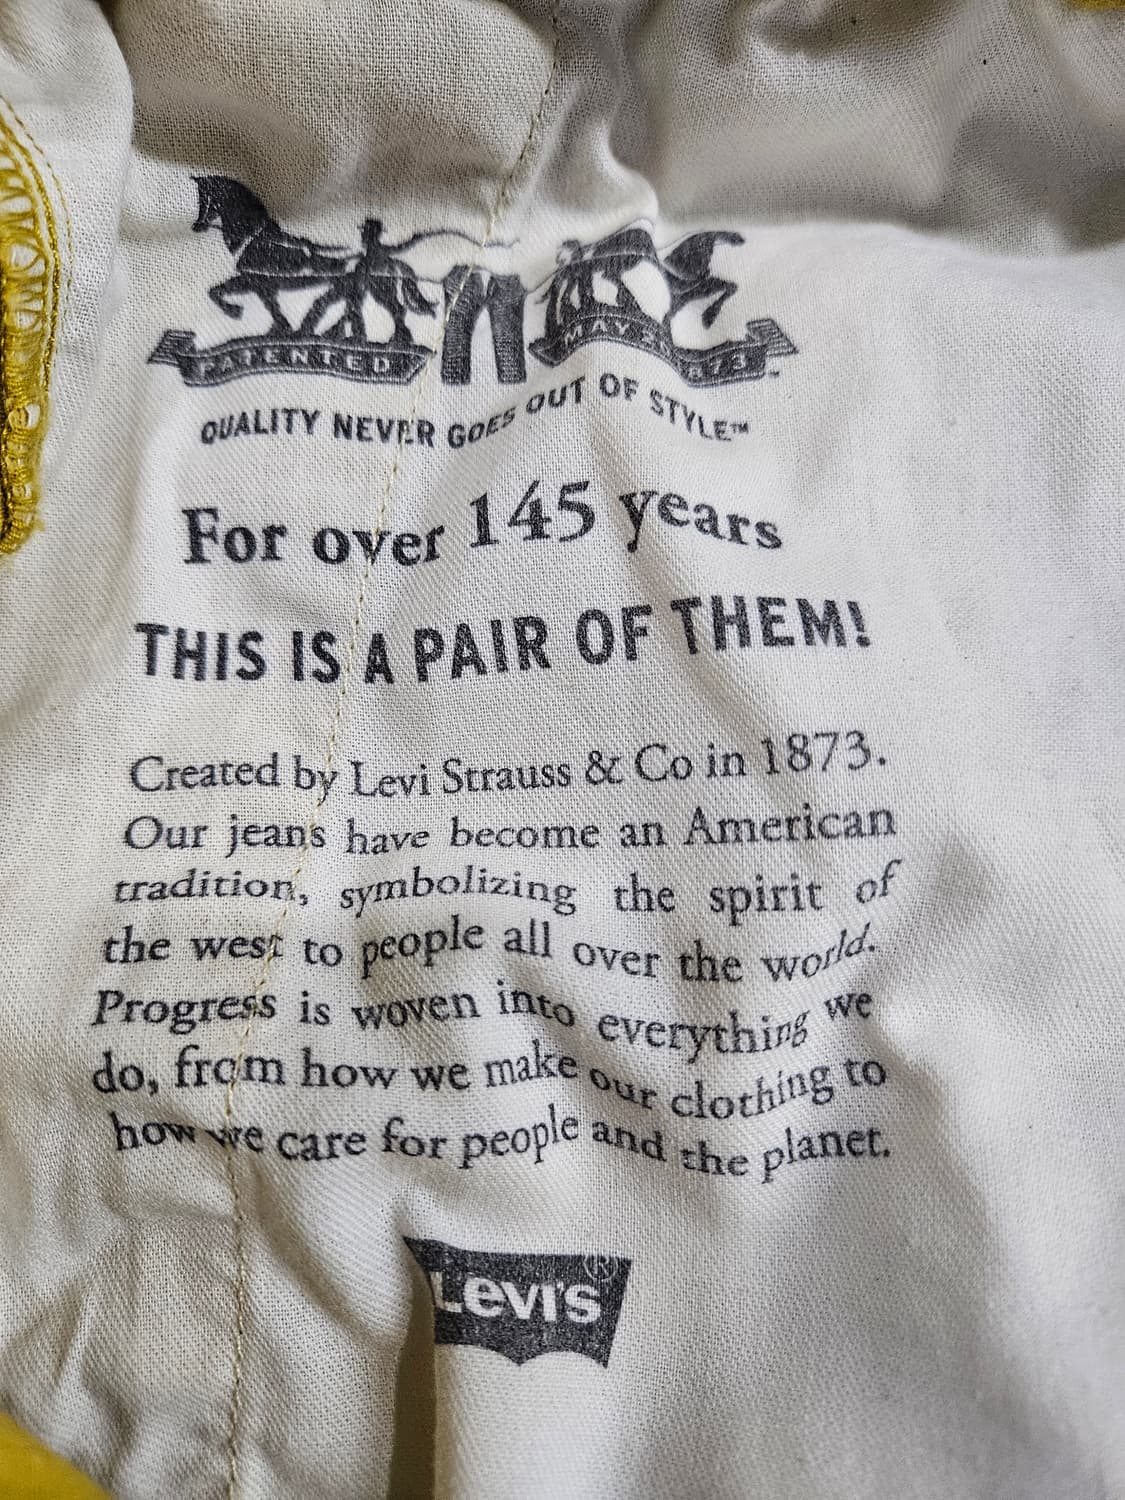 PATENTED MAY 1873
QUALITY NEVER GOES OUT OF STYLE™
For over 145 years
THIS IS A PAIR OF THEM!
Created by Levi Strauss & Co in 1873.
Our jeans have become an American
tradition, symbolizing the spirit of
the west to people all over the world.
Progress is woven into everything we
do, from how we make our clothing to
how we care for people and the planet.
Levi's®